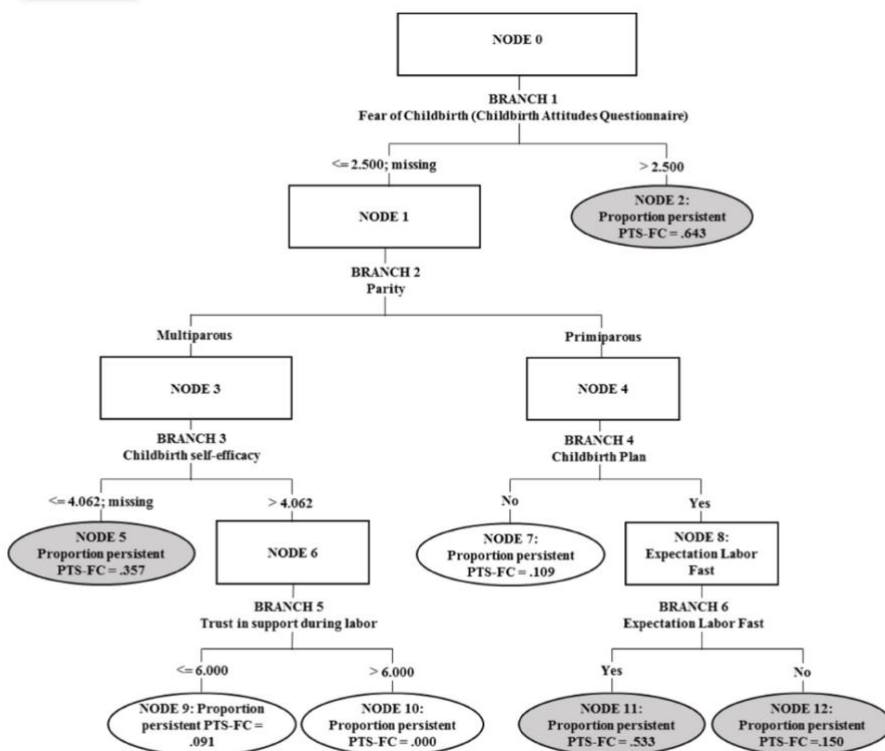 NODE 0
BRANCH 1
Fear of Childbirth (Childbirth Attitudes Questionnaire)
<= 2.500; missing
> 2.500
NODE 1
NODE 2:
Proportion persistent
PTS-FC = .643
BRANCH 2
Parity
Multiparous
Primiparous
NODE 3
NODE 4
BRANCH 3
Childbirth self-efficacy
BRANCH 4
Childbirth Plan
<= 4.062; missing
> 4.062
No
Yes
NODE 5
Proportion persistent
PTS-FC = .357
NODE 6
NODE 7:
Proportion persistent
PTS-FC = .109
NODE 8:
Expectation Labor
Fast
BRANCH 5
Trust in support during labor
BRANCH 6
Expectation Labor Fast
<= 6.000
> 6.000
Yes
No
NODE 9: Proportion
persistent PTS-FC =
.091
NODE 10:
Proportion persistent
PTS-FC = .000
NODE 11:
Proportion persistent
PTS-FC = .533
NODE 12:
Proportion persistent
PTS-FC = .150